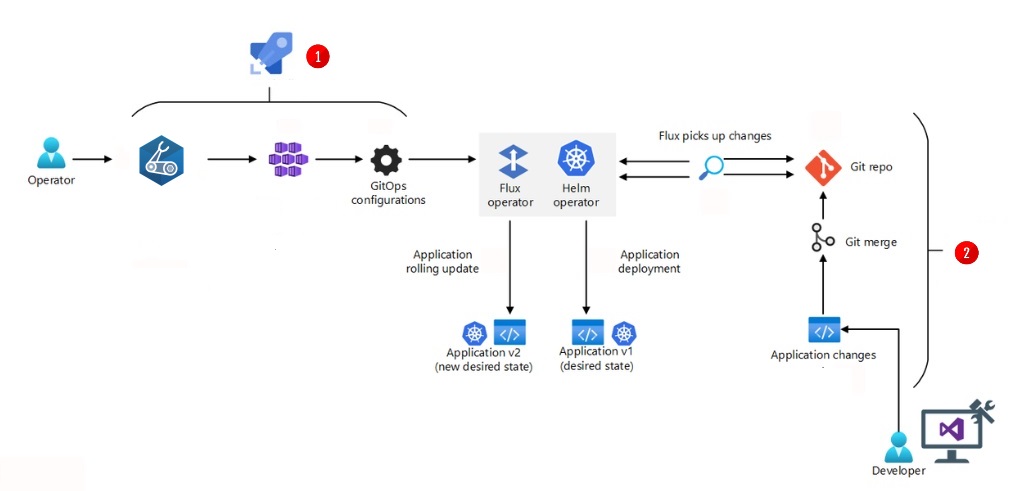 1
Operator
GitOps
configurations
Flux
operator
Helm
operator
Flux picks up changes
Git repo
Git merge
2
Application
rolling update
Application
deployment
Application v2
(new desired state)
Application v1
(desired state)
Application changes
Developer